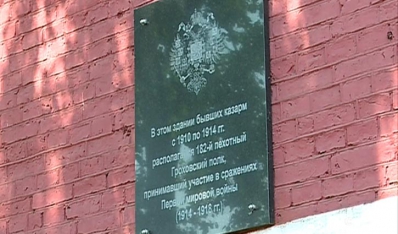 В этом здании бывших казарм
с 1910 по 1914 гг.
располагался 182-й пехотный
Гроховский полк,
принимавший участие в сражениях
Первой мировой войны
(1914 - 1918 гг.)